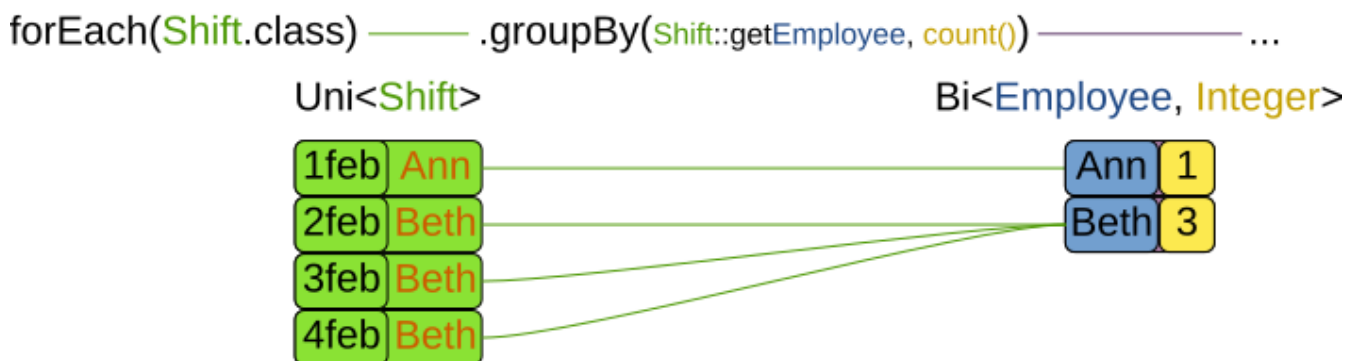 forEach(Shift.class) .groupBy(Shift::getEmployee, count()) ...
Uni<Shift> Bi<Employee, Integer>
1feb Ann Ann 1
2feb Beth Beth 3
3feb Beth
4feb Beth